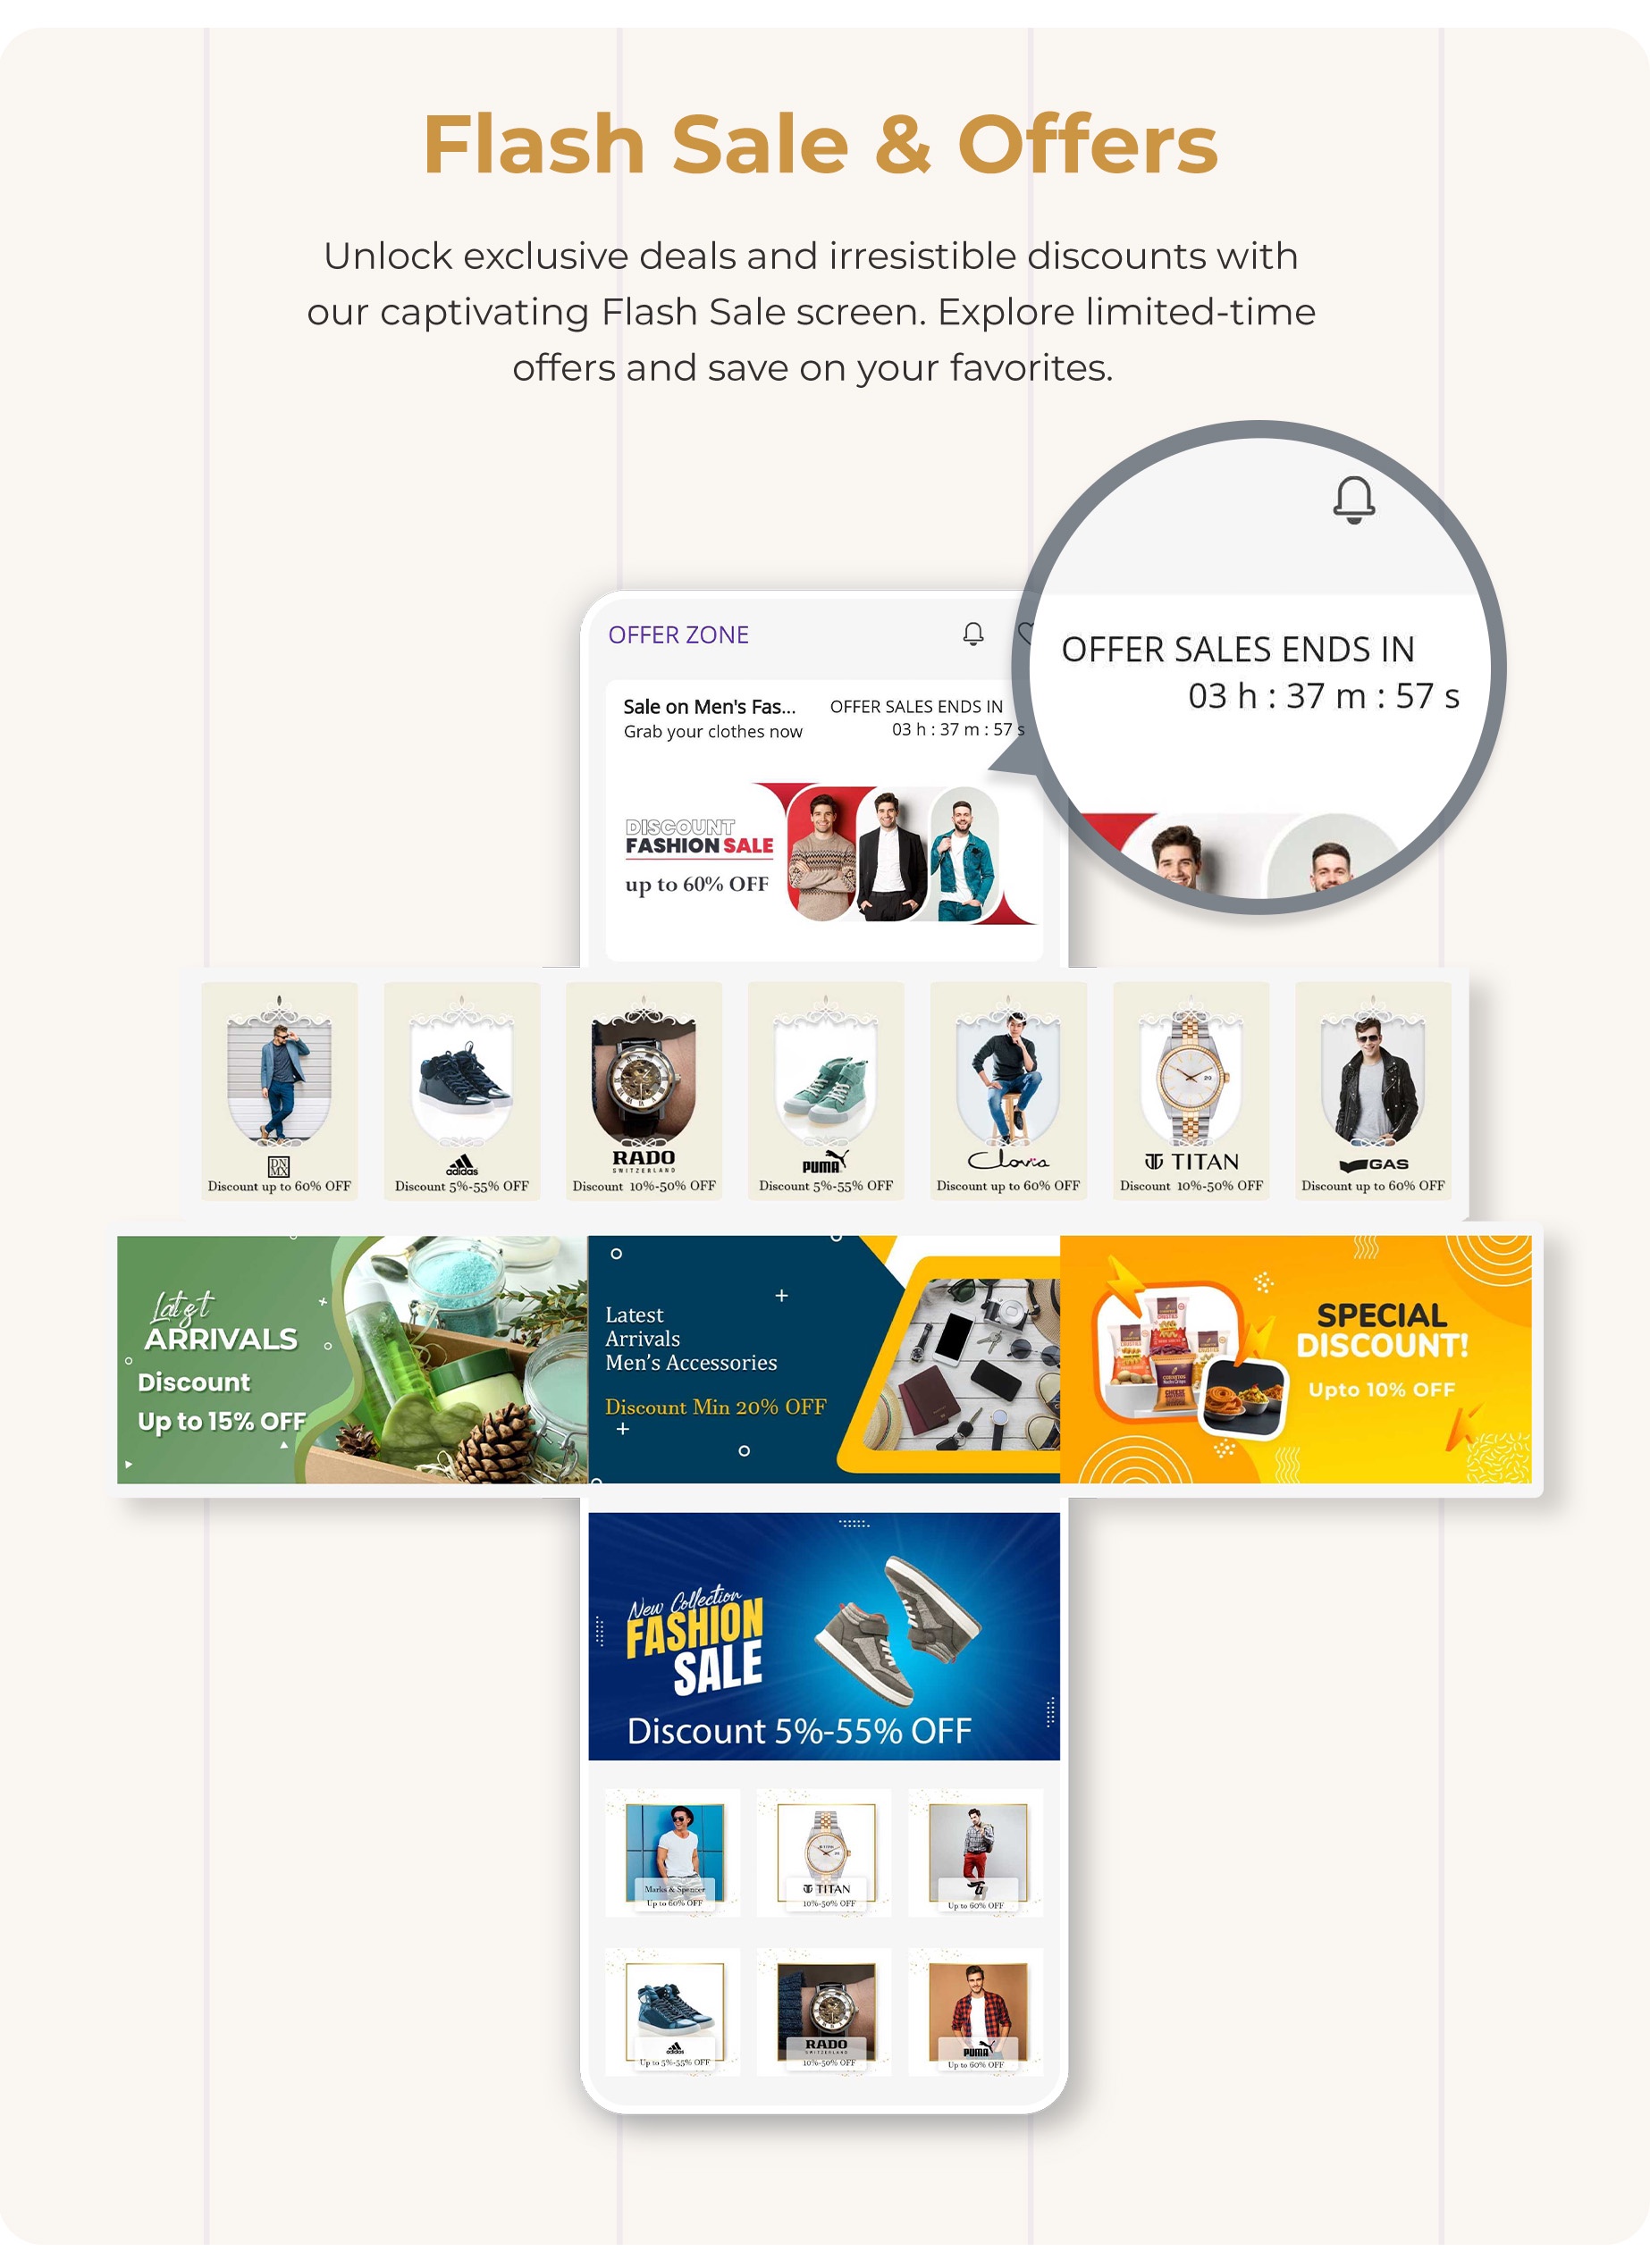 Flash Sale & Offers
Unlock exclusive deals and irresistible discounts with
our captivating Flash Sale screen. Explore limited-time
offers and save on your favorites.
OFFER ZONE
Sale on Men's Fas...
Grab your clothes now
OFFER SALES ENDS IN
03 h : 37 m : 57 s
OFFER SALES ENDS IN
03 h : 37 m : 57 s
DISCOUNT
FASHION SALE
up to 60% OFF
DNMX
Discount up to 60% OFF
adidas
Discount 5%-55% OFF
RADO
SWITZERLAND
Discount 10%-50% OFF
PUMA
Discount 5%-55% OFF
Clovia
Discount up to 60% OFF
TITAN
Discount 10%-50% OFF
GAS
Discount up to 60% OFF
Latest
ARRIVALS
Discount
Up to 15% OFF
Latest
Arrivals
Men's Accessories
Discount Min 20% OFF
SPECIAL
DISCOUNT!
Upto 10% OFF
New Collection
FASHION
SALE
Discount 5%-55% OFF
Marks & Spencer
Up to 60% OFF
TITAN
10%-50% OFF
Up to 60% OFF
adidas
Up to 5%-55% OFF
RADO
SWITZERLAND
10%-50% OFF
PUMA
Up to 60% OFF